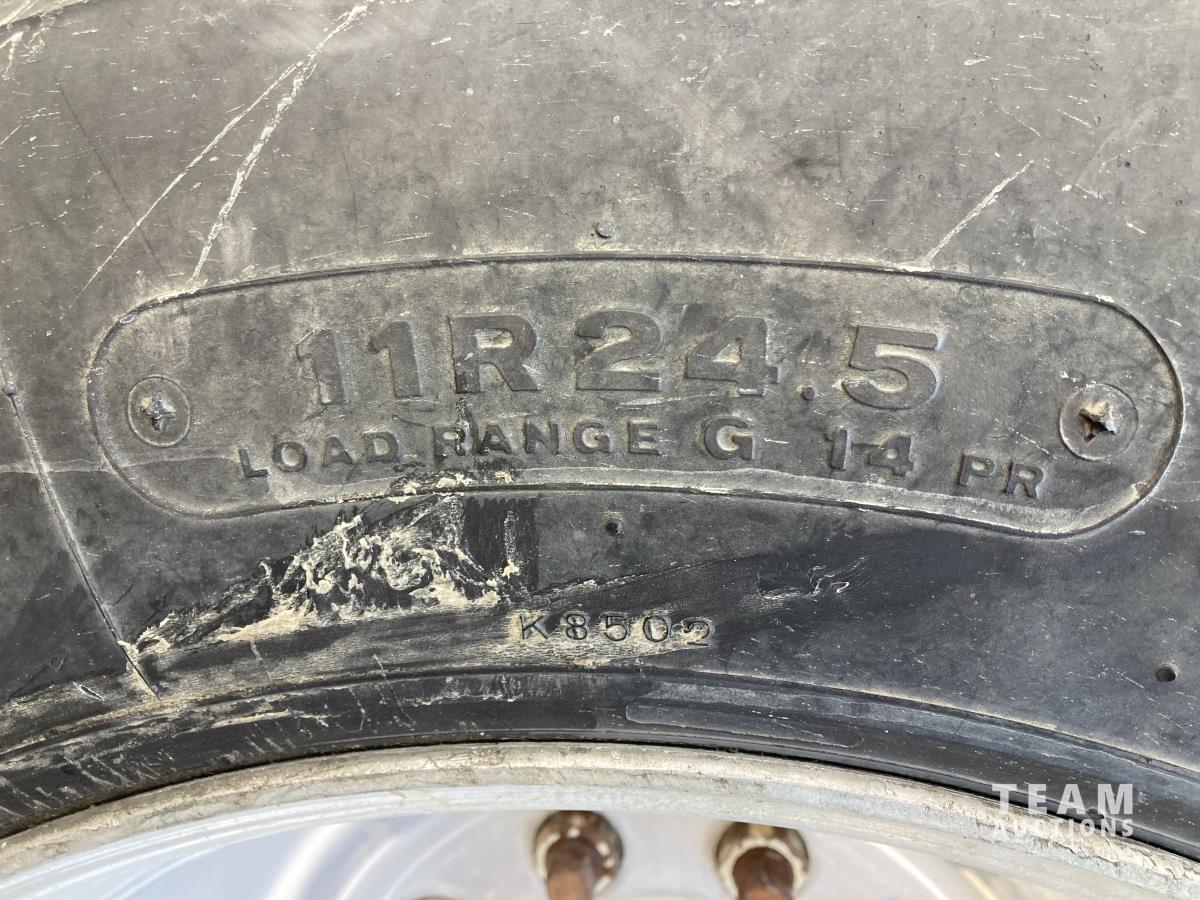 11R24.5
LOAD RANGE G 14 PR
K8502
TEAM
AUCTIONS